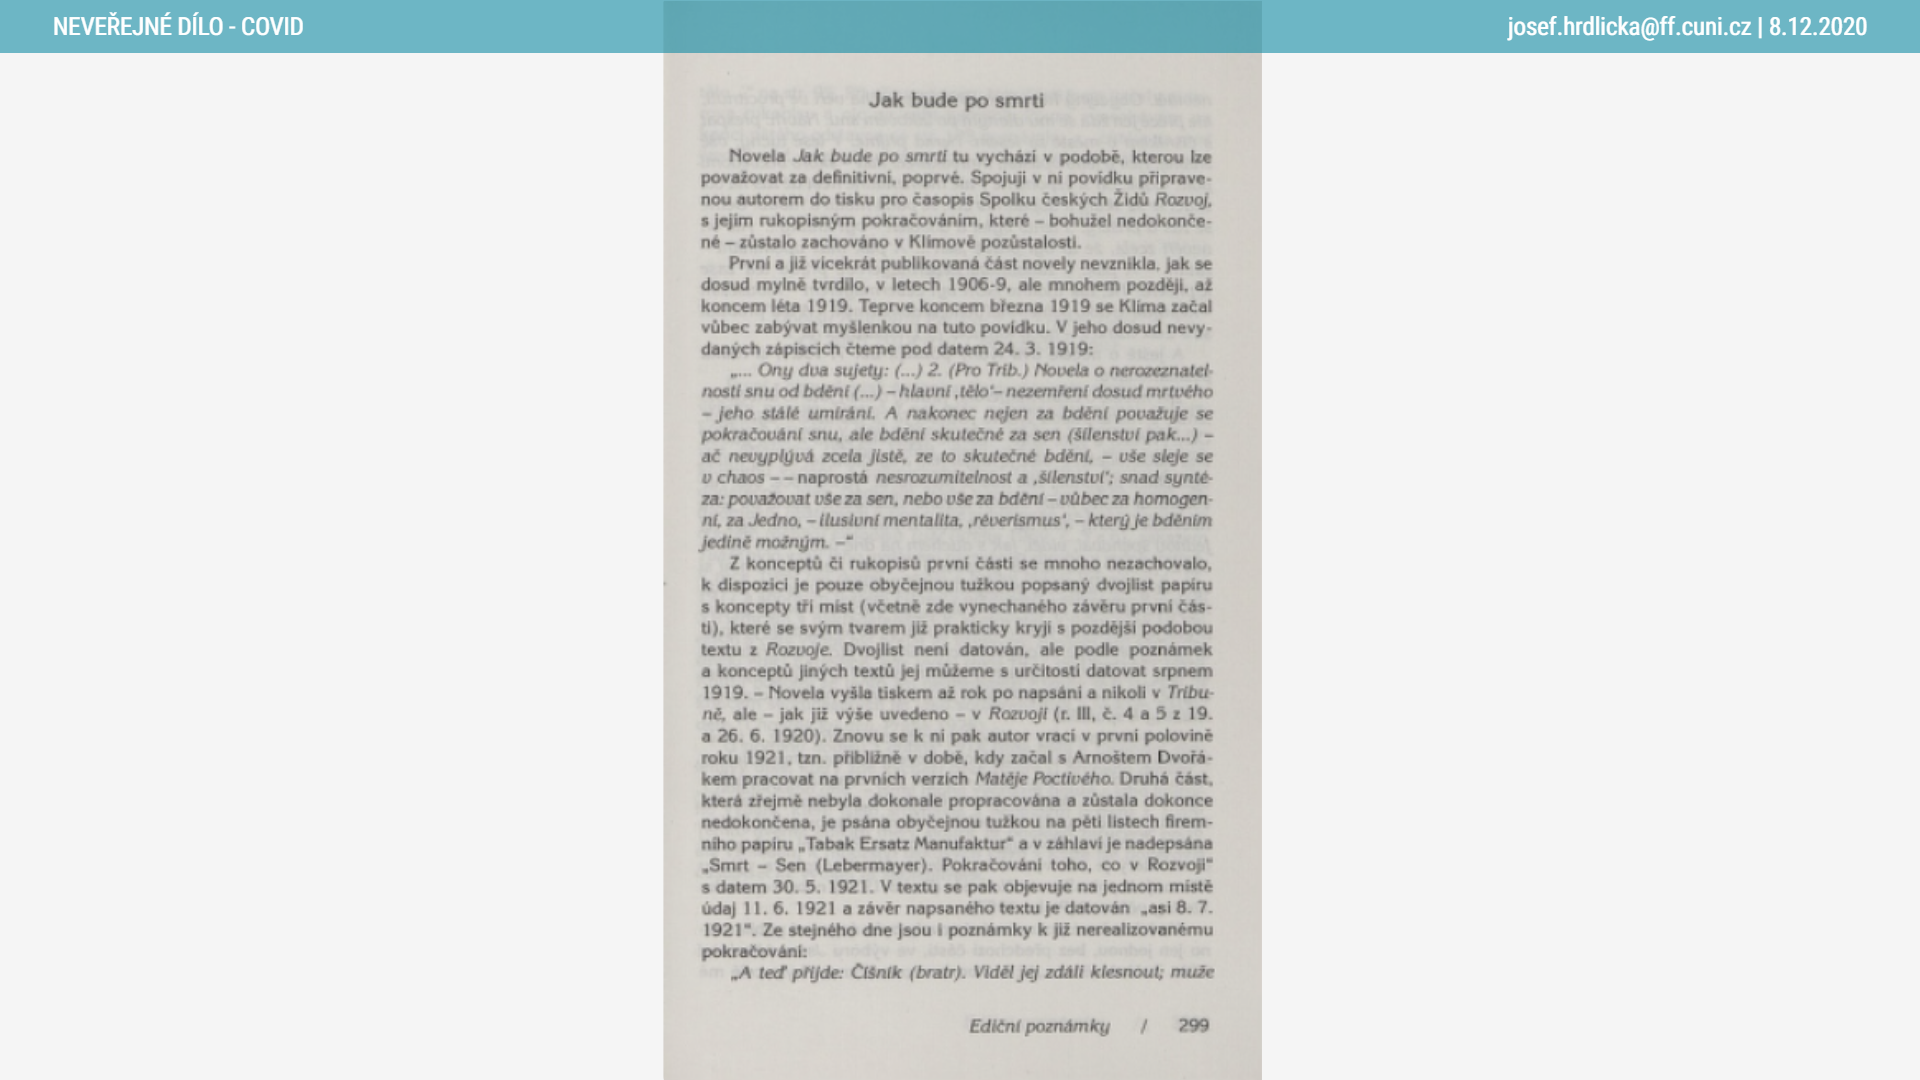 NEVEŘEJNÉ DÍLO - COVID
josef.hrdlicka@ff.cuni.cz | 8.12.2020
Jak bude po smrti
Novela Jak bude po smrti tu vychází v podobě, kterou lze
považovat za definitivní, poprvé. Spojuji v ní povídku připrave-
nou autorem do tisku pro časopis Spolku českých Židů Rozvoj,
s jejím rukopisným pokračováním, které – bohužel nedokonče-
né – zůstalo zachováno v Klímově pozůstalosti.
První a již vícekrát publikovaná část novely nevznikla, jak se
dosud mylně tvrdilo, v letech 1906-9, ale mnohem později, až
koncem léta 1919. Teprve koncem března 1919 se Klíma začal
vůbec zabývat myšlenkou na tuto povídku. V jeho dosud nevy-
daných zápiscích čteme pod datem 24. 3. 1919:
„... Ony dva sujety: (...) 2. (Pro Trib.) Novela o nerozeznatel-
nosti snu od bdění (...) – hlavní ‚tělo‘– nezemření dosud mrtvého
– jeho stálé umírání. A nakonec nejen za bdění považuje se
pokračování snu, ale bdění skutečné za sen (šílenství pak...) –
ač nevyplývá zcela jistě, ze to skutečné bdění, – vše sleje se
v chaos – – naprostá nesrozumitelnost a ‚šílenství‘; snad synté-
za: považovat vše za sen, nebo vše za bdění – vůbec za homogen-
ní, za Jedno, – ilusivní mentalita, ‚rêverismus‘, – který je bděním
jedině možným. –“
Z konceptů či rukopisů první části se mnoho nezachovalo,
k dispozici je pouze obyčejnou tužkou popsaný dvojlist papíru
s koncepty tří míst (včetně zde vynechaného závěru první čás-
ti), které se svým tvarem již prakticky kryjí s pozdější podobou
textu z Rozvoje. Dvojlist není datován, ale podle poznámek
a konceptů jiných textů jej můžeme s určitostí datovat srpnem
1919. – Novela vyšla tiskem až rok po napsání a nikoli v Tribu-
ně, ale – jak již výše uvedeno – v Rozvoji (r. III, č. 4 a 5 z 19.
a 26. 6. 1920). Znovu se k ní pak autor vrací v první polovině
roku 1921, tzn. přibližně v době, kdy začal s Arnoštem Dvořá-
kem pracovat na prvních verzích Matěje Poctivého. Druhá část,
která zřejmě nebyla dokonale propracována a zůstala dokonce
nedokončena, je psána obyčejnou tužkou na pěti listech firem-
ního papíru „Tabak Ersatz Manufaktur“ a v záhlaví je nadepsána
„Smrt – Sen (Lebermayer). Pokračování toho, co v Rozvoji“
s datem 30. 5. 1921. V textu se pak objevuje na jednom místě
údaj 11. 6. 1921 a závěr napsaného textu je datován „asi 8. 7.
1921“. Ze stejného dne jsou i poznámky k již nerealizovanému
pokračování:
„A teď přijde: Číšník (bratr). Viděl jej zdáli klesnout; muže
Ediční poznámky / 299